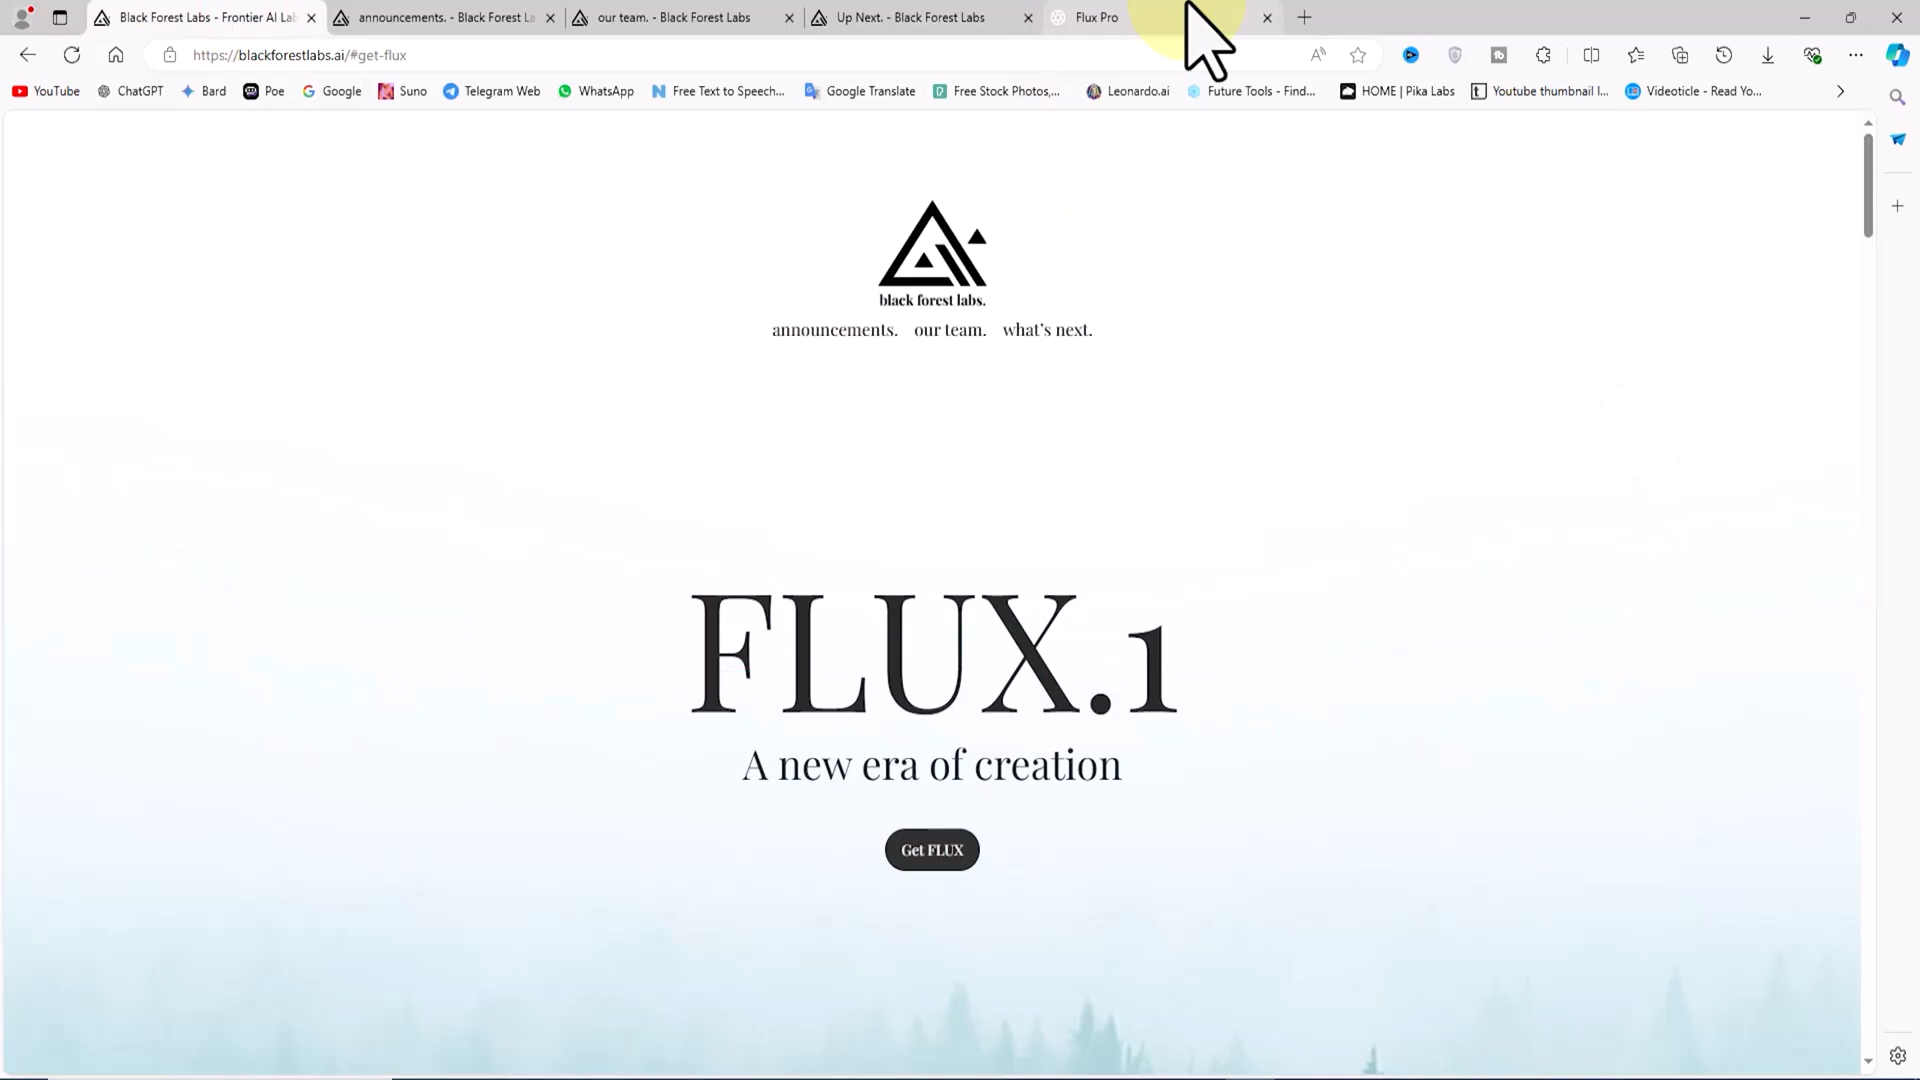 Black Forest Labs - Frontier AI Lab
announcements. - Black Forest La
our team. - Black Forest Labs
Up Next. - Black Forest Labs
Flux Pro
https://blackforestlabs.ai/#get-flux
YouTube
ChatGPT
Bard
Poe
Google
Suno
Telegram Web
WhatsApp
Free Text to Speech...
Google Translate
Free Stock Photos,...
Leonardo.ai
Future Tools - Find...
HOME | Pika Labs
Youtube thumbnail I...
Videoticle - Read Yo...
black forest labs.
announcements. our team. what's next.
FLUX.1
A new era of creation
Get FLUX